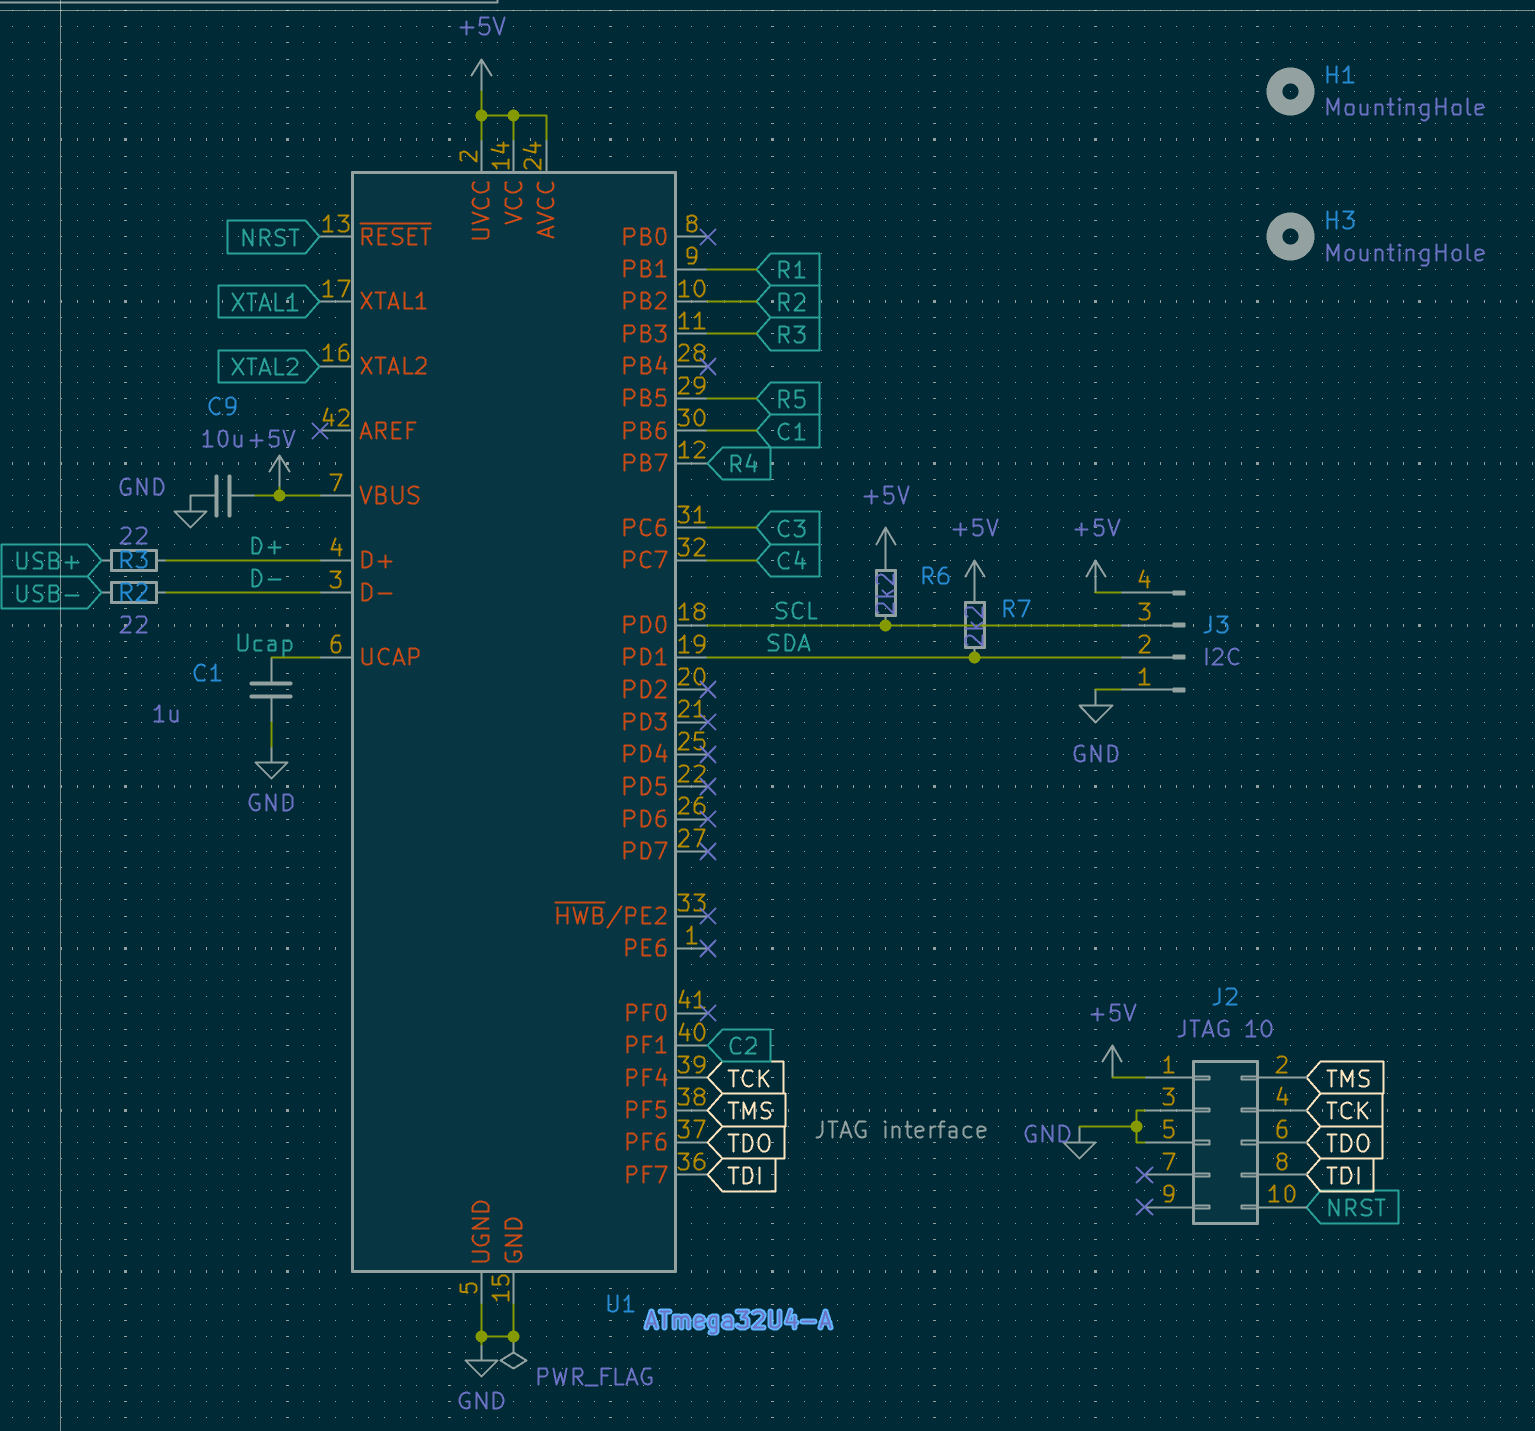 +5V
H1
MountingHole
H3
MountingHole
2
14
24
UVCC
VCC
AVCC
NRST 13 RESET
XTAL1 17 XTAL1
XTAL2 16 XTAL2
42 AREF
C9
10u
+5V
GND
7 VBUS
22
USB+ R3 D+ 4 D+
USB- R2 D- 3 D-
22
Ucap 6 UCAP
C1
1u
GND
PB0 8
PB1 9 R1
PB2 10 R2
PB3 11 R3
PB4 28
PB5 29 R5
PB6 30 C1
PB7 12 R4
PC6 31 C3
PC7 32 C4
+5V
+5V
+5V
2k2 R6
2k2 R7
PD0 18 SCL
PD1 19 SDA
4
3
2
1
J3
I2C
GND
PD2 20
PD3 21
PD4 25
PD5 22
PD6 26
PD7 27
HWB/PE2 33
PE6 1
PF0 41
PF1 40 C2
PF4 39 TCK
PF5 38 TMS
PF6 37 TDO
PF7 36 TDI
JTAG interface
J2
JTAG 10
+5V
GND
1 2 TMS
3 4 TCK
5 6 TDO
7 8 TDI
9 10 NRST
UGND
GND
5
15
U1
ATmega32U4-A
PWR_FLAG
GND